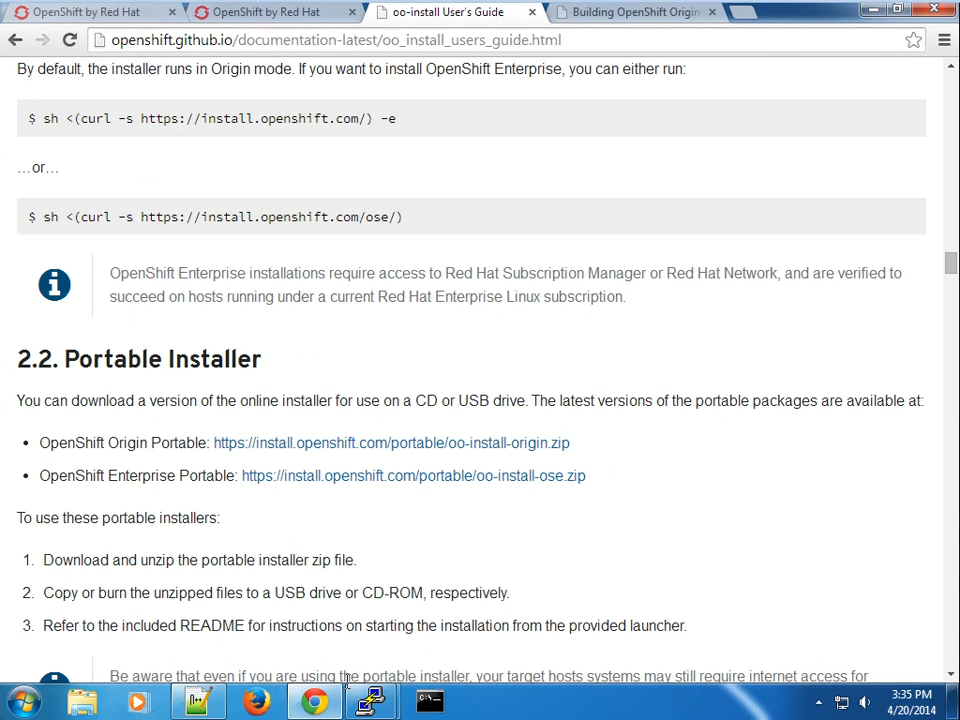 OpenShift by Red Hat
OpenShift by Red Hat
oo-install User's Guide
Building OpenShift Origin
openshift.github.io/documentation-latest/oo_install_users_guide.html
By default, the installer runs in Origin mode. If you want to install OpenShift Enterprise, you can either run:
$ sh <(curl -s https://install.openshift.com/) -e
…or…
$ sh <(curl -s https://install.openshift.com/ose/)
OpenShift Enterprise installations require access to Red Hat Subscription Manager or Red Hat Network, and are verified to
succeed on hosts running under a current Red Hat Enterprise Linux subscription.
2.2. Portable Installer
You can download a version of the online installer for use on a CD or USB drive. The latest versions of the portable packages are available at:
• OpenShift Origin Portable: https://install.openshift.com/portable/oo-install-origin.zip
• OpenShift Enterprise Portable: https://install.openshift.com/portable/oo-install-ose.zip
To use these portable installers:
1. Download and unzip the portable installer zip file.
2. Copy or burn the unzipped files to a USB drive or CD-ROM, respectively.
3. Refer to the included README for instructions on starting the installation from the provided launcher.
Be aware that even if you are using the portable installer, your target hosts systems may still require internet access for
3:35 PM
4/20/2014